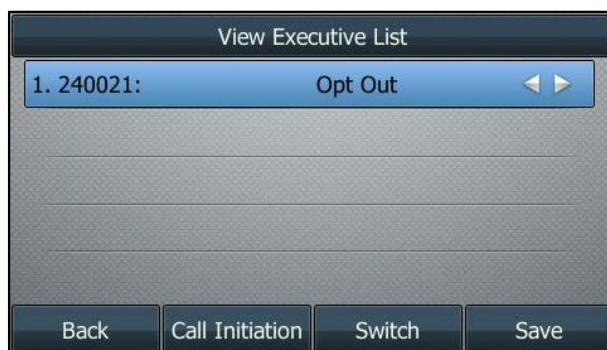 View Executive List
1. 240021: Opt Out
Back Call Initiation Switch Save